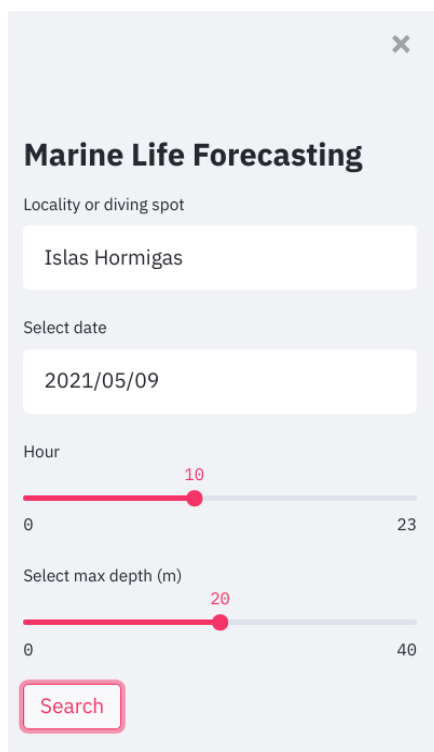 Marine Life Forecasting
Locality or diving spot
Islas Hormigas
Select date
2021/05/09
Hour
10
0 23
Select max depth (m)
20
0 40
Search